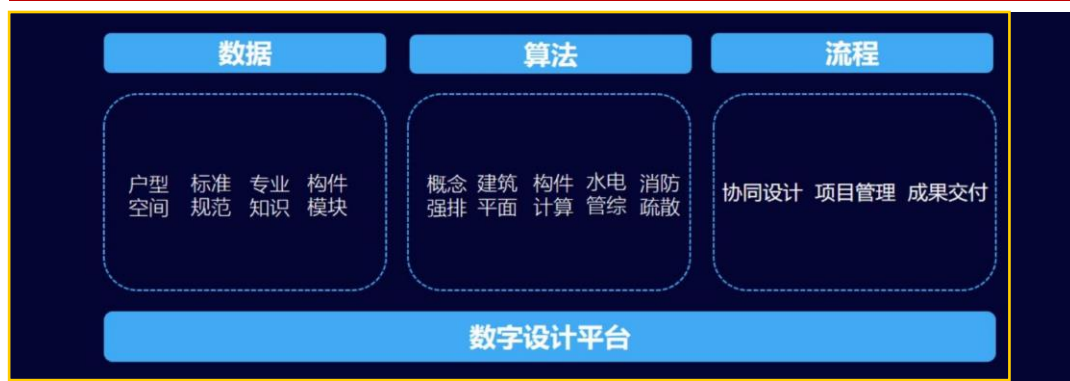 数据
算法
流程
户型 标准 专业 构件
空间 规范 知识 模块
概念 建筑 构件 水电 消防
强排 平面 计算 管综 疏散
协同设计 项目管理 成果交付
数字设计平台